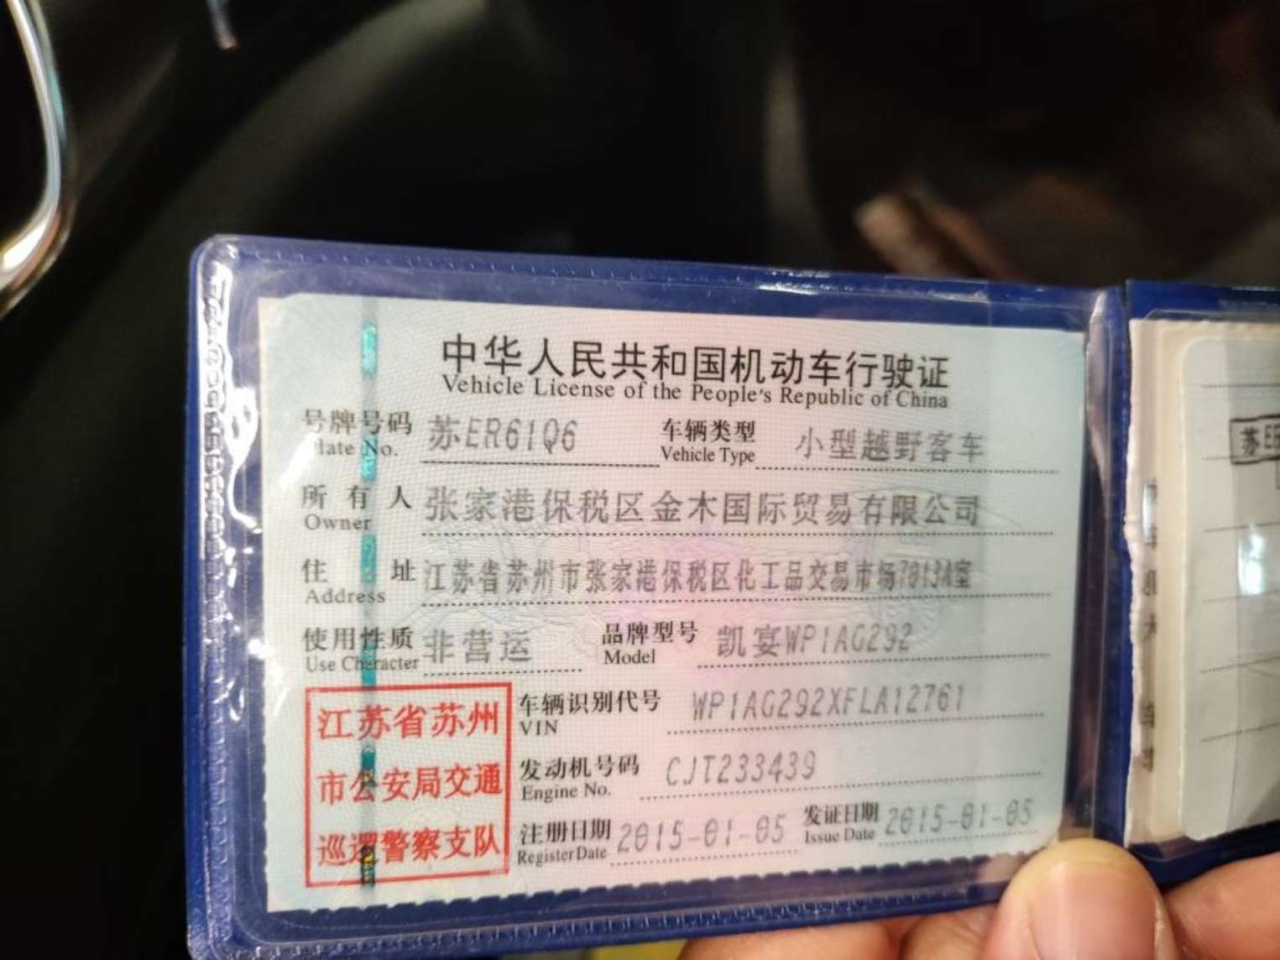 中华人民共和国机动车行驶证
Vehicle License of the People's Republic of China
号牌号码 苏ER61Q6 车辆类型 小型越野客车
Plate No. Vehicle Type
所有人 张家港保税区金木国际贸易有限公司
Owner
住址 江苏省苏州市张家港保税区化工品交易市场7013A室
Address
使用性质 非营运 品牌型号 凯宴WP1AG292
Use Character Model
车辆识别代号 WP1AG292XFLA12761
VIN
发动机号码 CJT233439
Engine No.
注册日期 2015-01-05 发证日期 2015-01-05
Register Date Issue Date
江苏省苏州
市公安局交通
巡逻警察支队
苏E